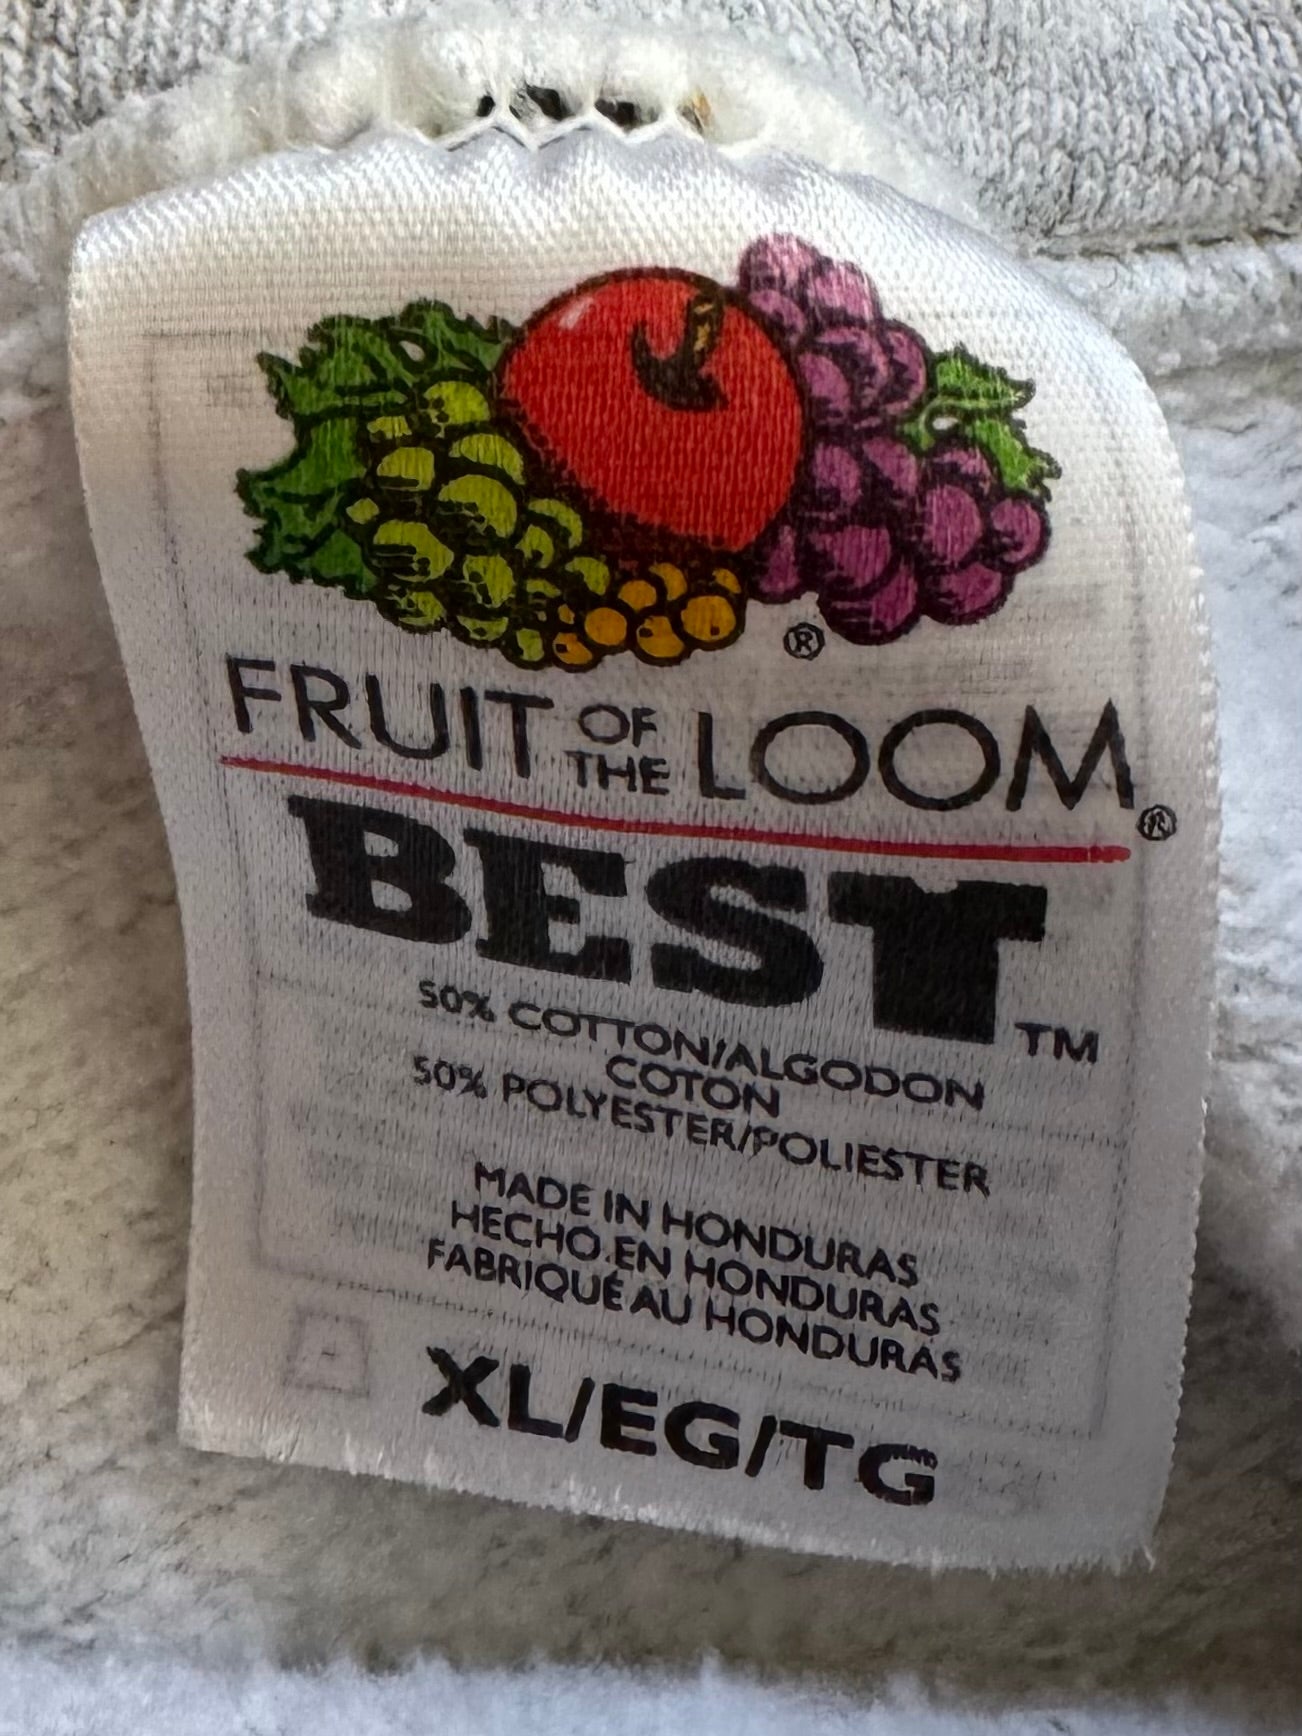 ®
FRUIT OF THE LOOM®
BEST™
50% COTTON/ALGODON
COTON
50% POLYESTER/POLIESTER
MADE IN HONDURAS
HECHO EN HONDURAS
FABRIQUÉ AU HONDURAS
XL/EG/TG